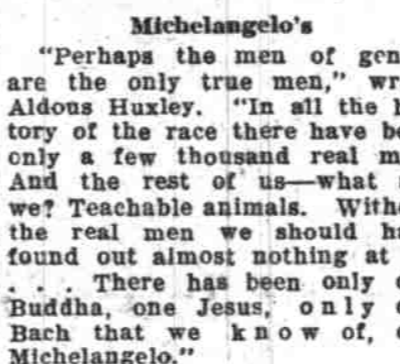 Michelangelo's
"Perhaps the men of gen
are the only true men," wr
Aldous Huxley. "In all the h
tory of the race there have be
only a few thousand real m
And the rest of us—what a
we? Teachable animals. Witho
the real men we should ha
found out almost nothing at
. . . There has been only o
Buddha, one Jesus, only o
Bach that we know of, o
Michelangelo."